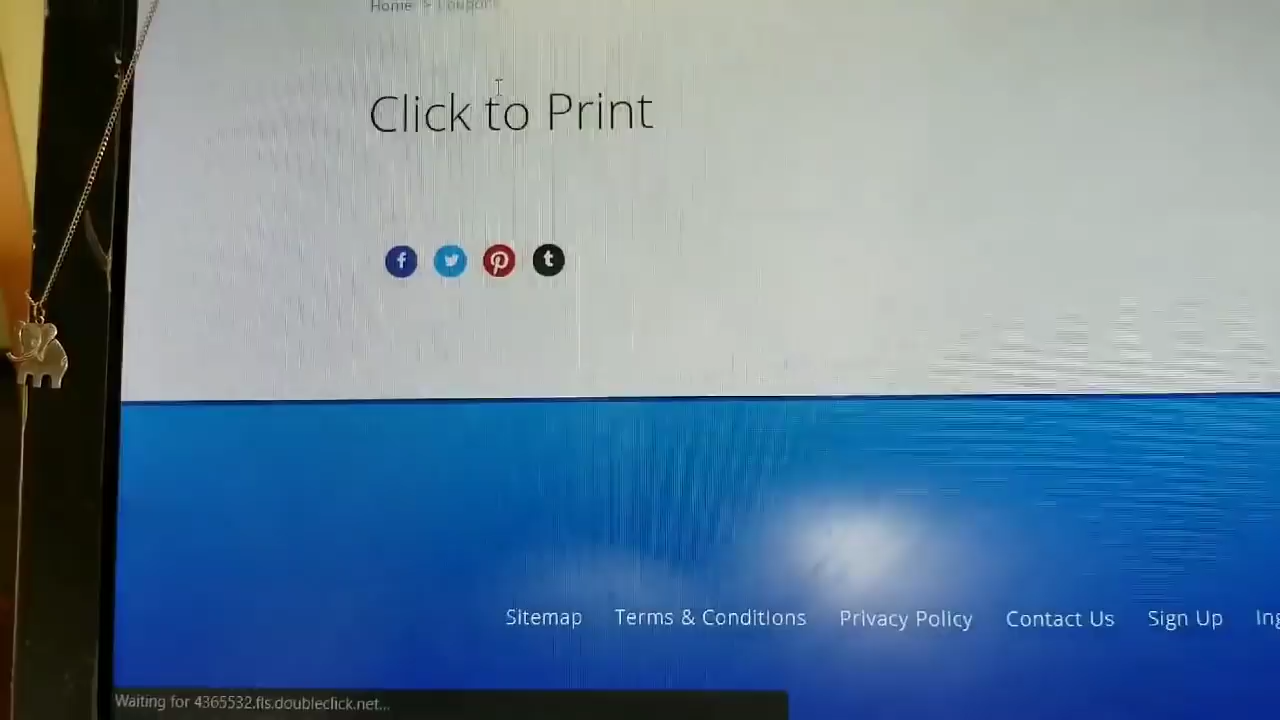 Home > Coupons
Click to Print
f t
Sitemap Terms & Conditions Privacy Policy Contact Us Sign Up
Waiting for 4365532.fls.doubleclick.net...